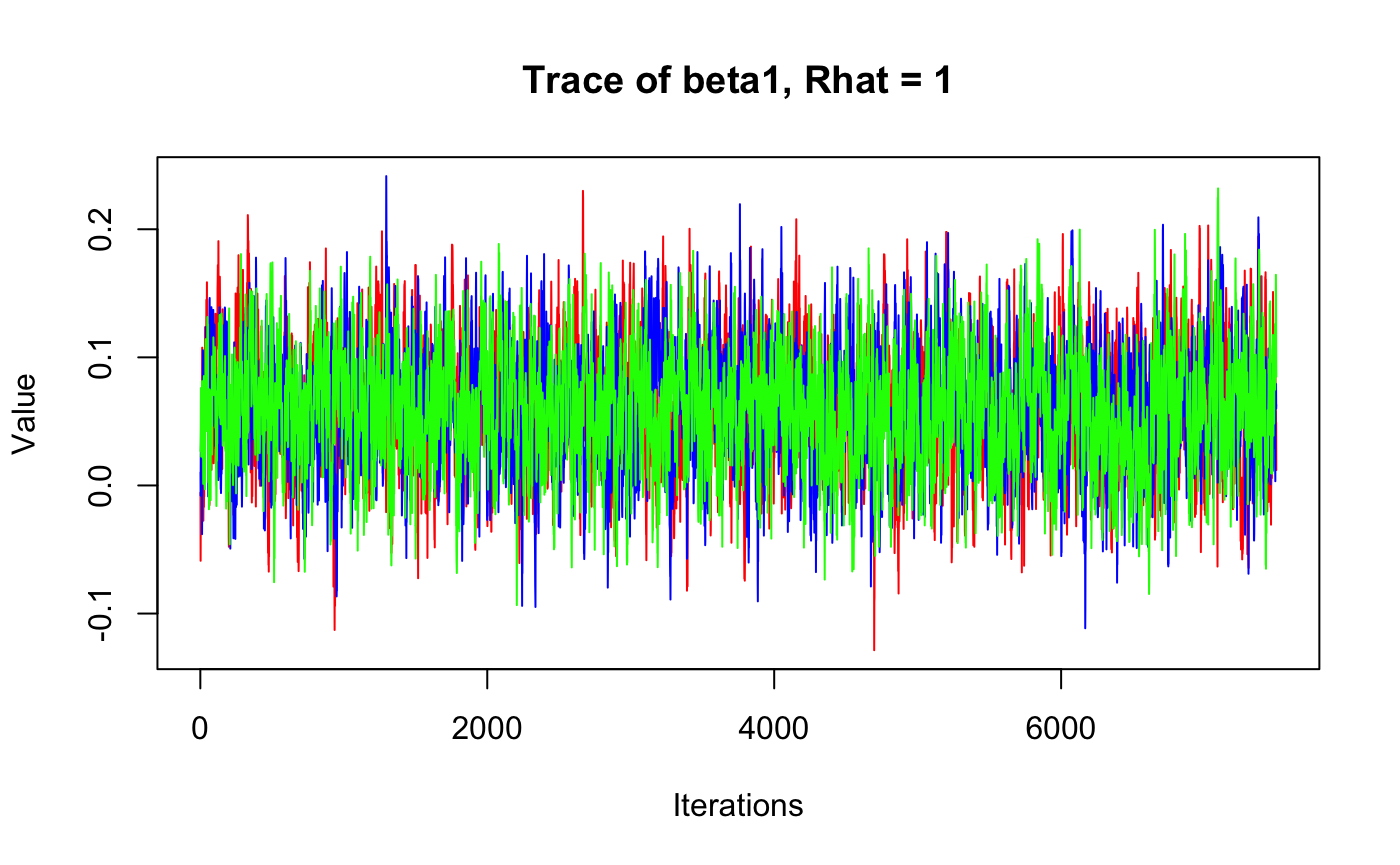 Trace of beta1, Rhat = 1
Value
0.2
0.1
0.0
-0.1
0 2000 4000 6000
Iterations